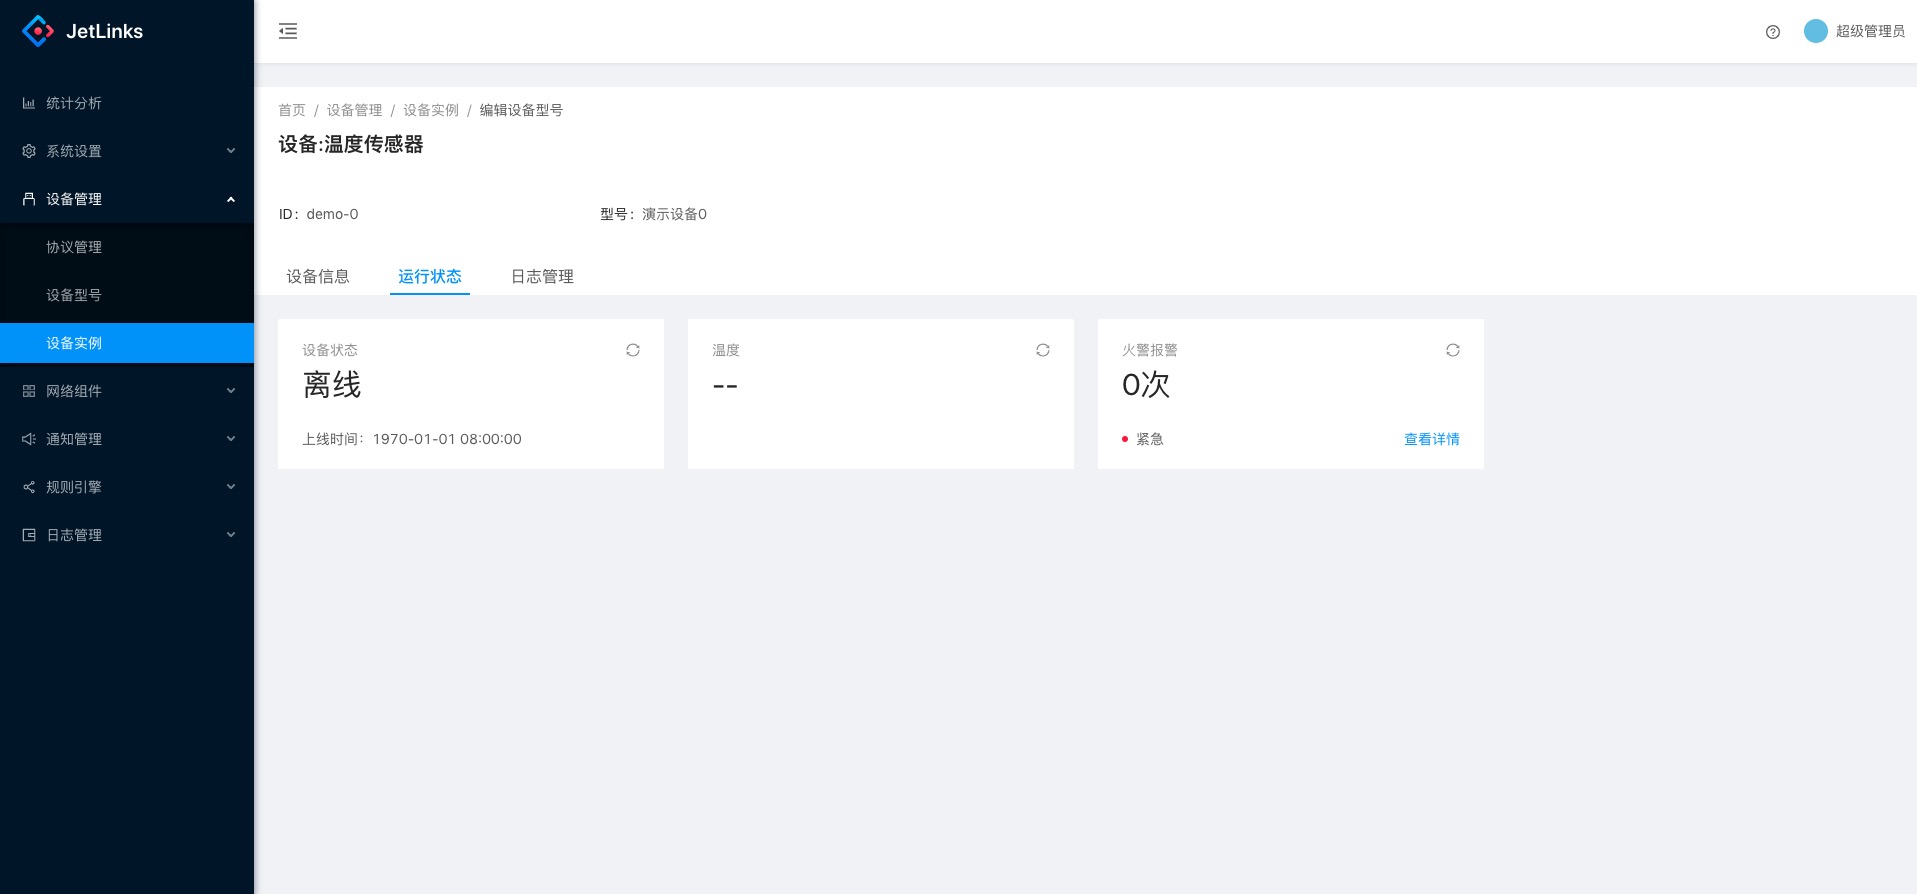 JetLinks
超级管理员
统计分析
系统设置
设备管理
协议管理
设备型号
设备实例
网络组件
通知管理
规则引擎
日志管理
首页 / 设备管理 / 设备实例 / 编辑设备型号
设备:温度传感器
ID： demo-0 型号： 演示设备0
设备信息 运行状态 日志管理
设备状态
离线
上线时间： 1970-01-01 08:00:00
温度
--
火警报警
0次
紧急 查看详情